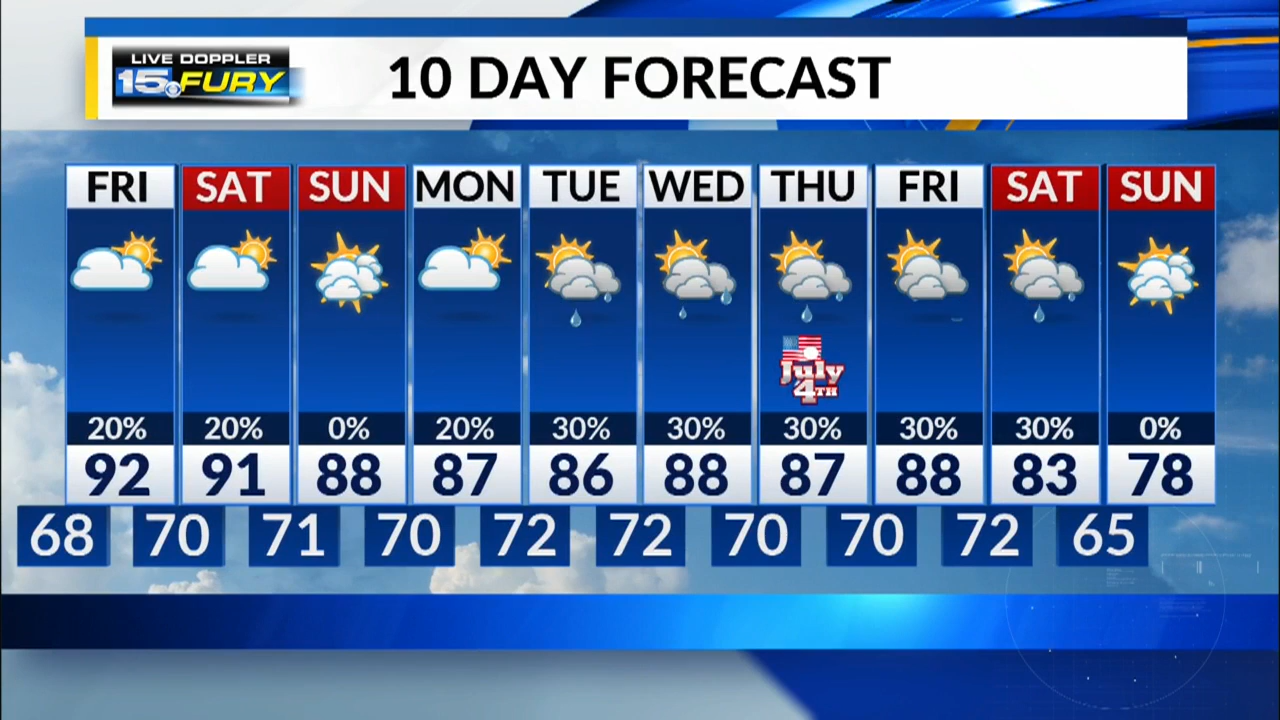 LIVE DOPPLER
15 FURY
10 DAY FORECAST
FRI SAT SUN MON TUE WED THU FRI SAT SUN
July
4TH
20% 20% 0% 20% 30% 30% 30% 30% 30% 0%
92 91 88 87 86 88 87 88 83 78
68 70 71 70 72 72 70 70 72 65